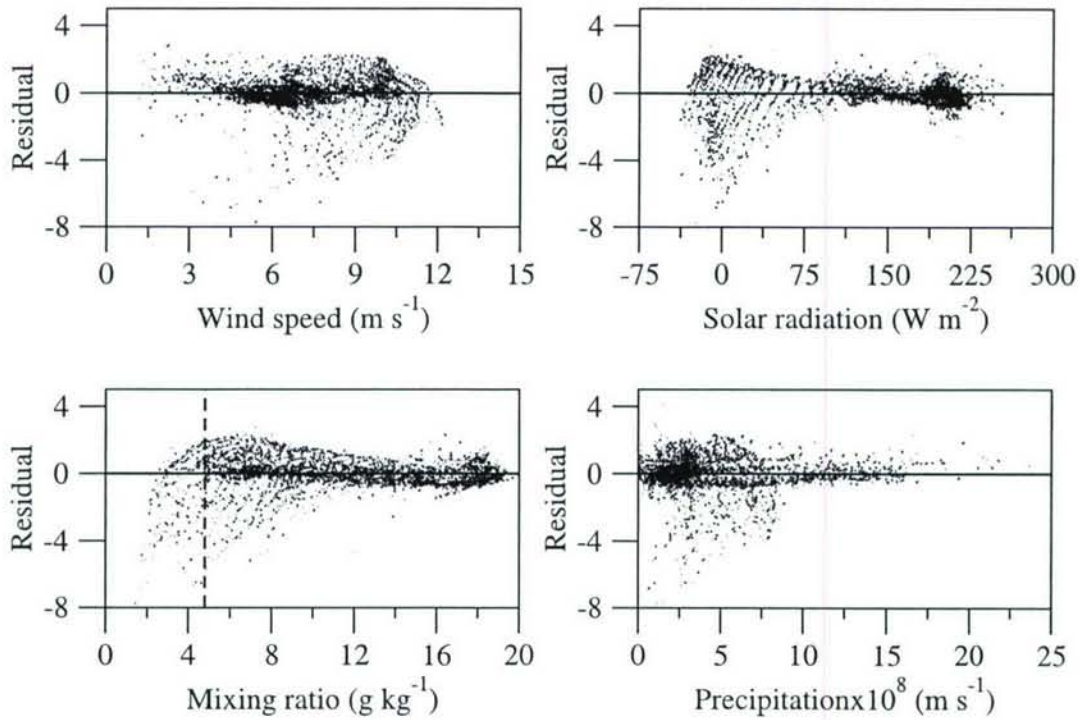 4
0
-4
-8
Residual
0 3 6 9 12 15
Wind speed (m s⁻¹)
4
0
-4
-8
Residual
-75 0 75 150 225 300
Solar radiation (W m⁻²)
4
0
-4
-8
Residual
0 4 8 12 16 20
Mixing ratio (g kg⁻¹)
4
0
-4
-8
Residual
0 5 10 15 20 25
Precipitationx10⁸ (m s⁻¹)